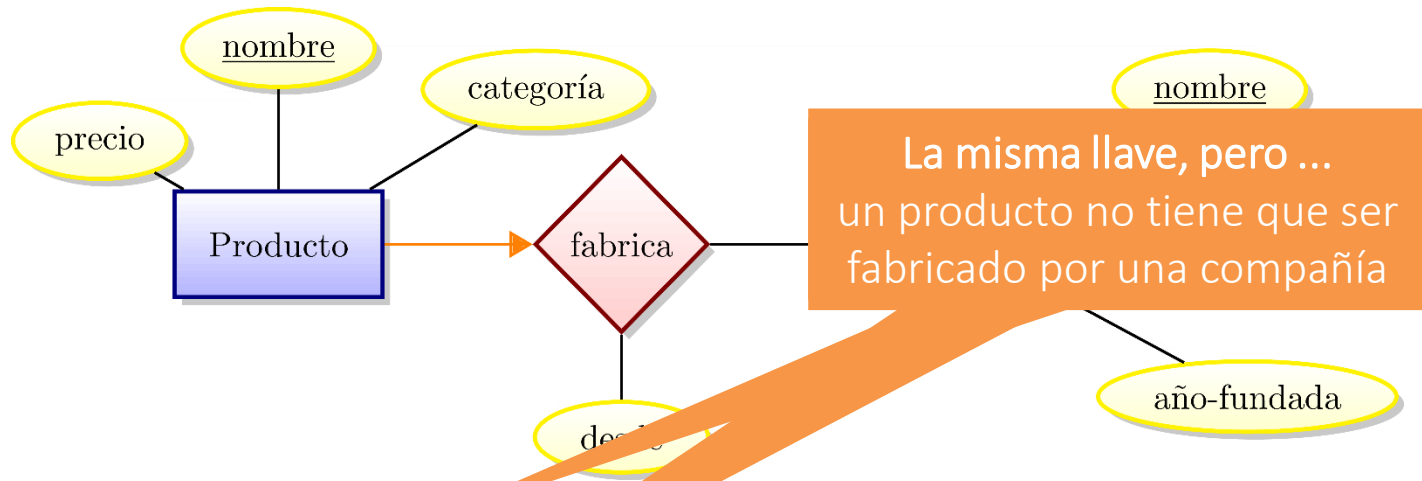 nombre
categoría
precio
nombre
La misma llave, pero ...
un producto no tiene que ser
fabricado por una compañía
Producto
fabrica
año-fundada